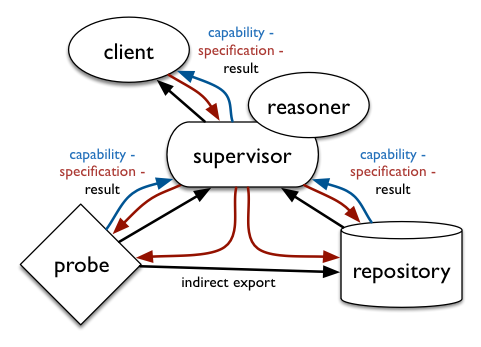 client
capability -
specification -
result
reasoner
supervisor
capability -
specification -
result
capability -
specification -
result
probe
repository
indirect export